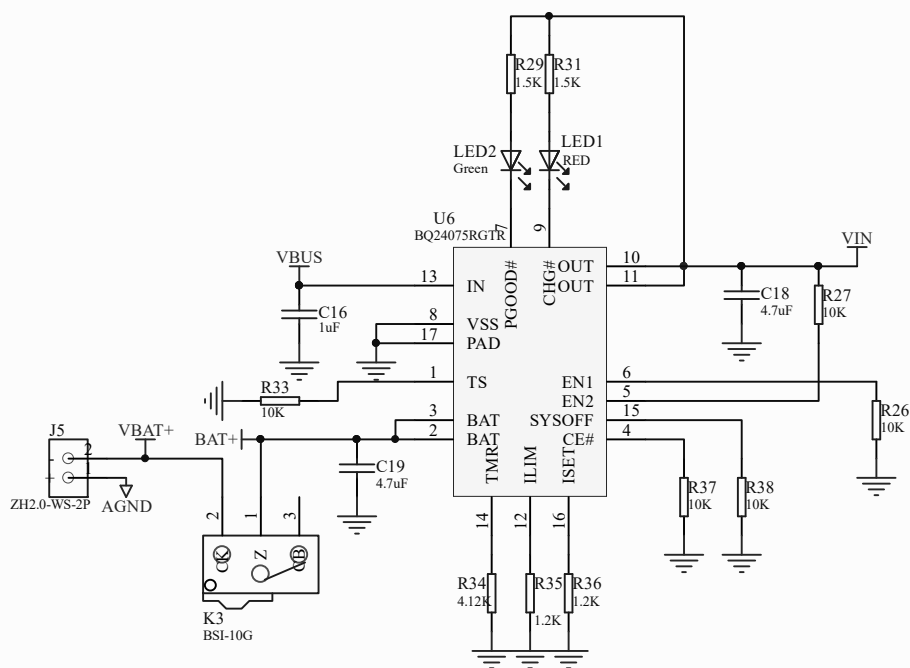 R29
1.5K
R31
1.5K
LED2
Green
LED1
RED
U6
BQ24075RGTR
7
9
VBUS
VIN
13
IN
PGOOD#
CHG#
OUT
10
OUT
11
C16
1uF
8
VSS
17
PAD
C18
4.7uF
R27
10K
1
TS
EN1
6
EN2
5
R33
10K
3
BAT
SYSOFF
15
2
BAT
CE#
4
R26
10K
J5
VBAT+
BAT+
2
-
1
+
ZH2.0-WS-2P
AGND
C19
4.7uF
TMR
ILIM
ISET
R37
10K
R38
10K
2
1
3
14
12
16
CK
Z
CB
K3
BSI-10G
R34
4.12K
R35
1.2K
R36
1.2K